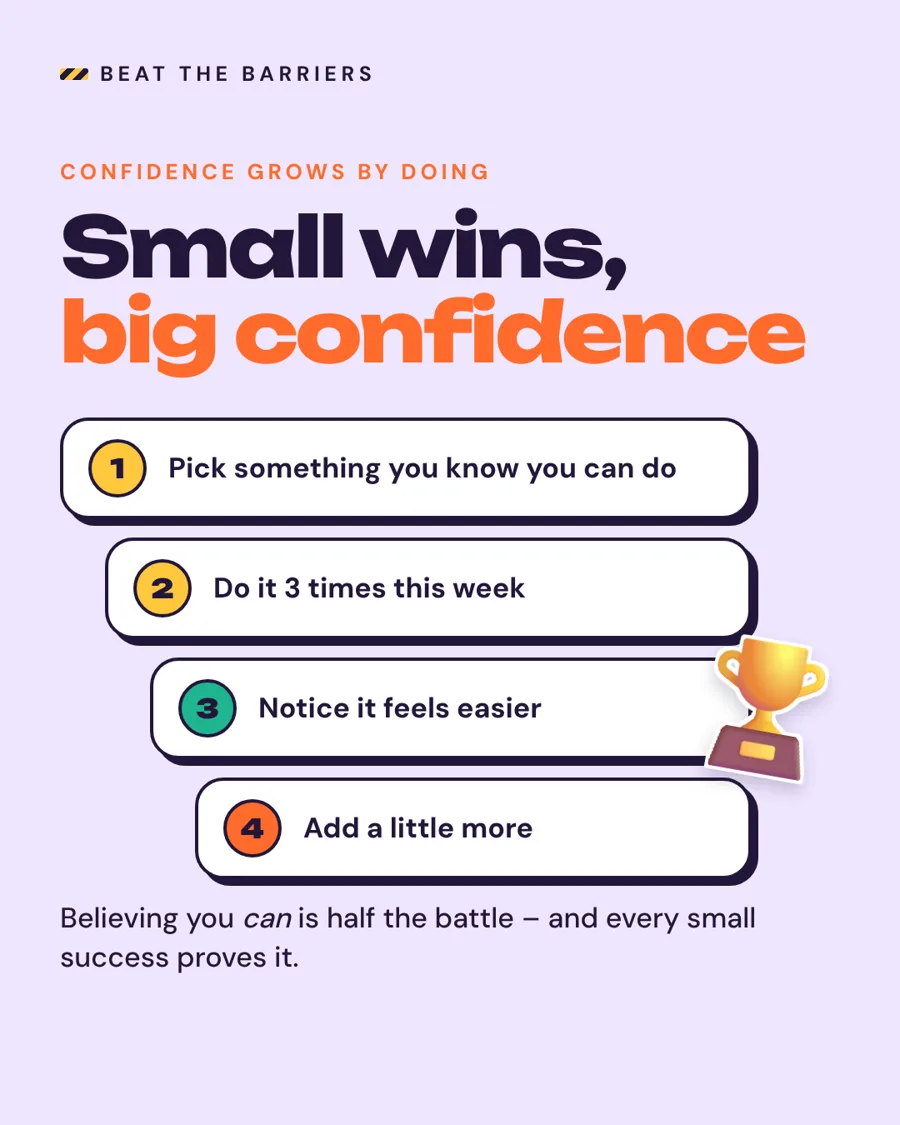 BEAT THE BARRIERS
CONFIDENCE GROWS BY DOING
Small wins,
big confidence
1 Pick something you know you can do
2 Do it 3 times this week
3 Notice it feels easier
4 Add a little more
Believing you can is half the battle – and every small
success proves it.